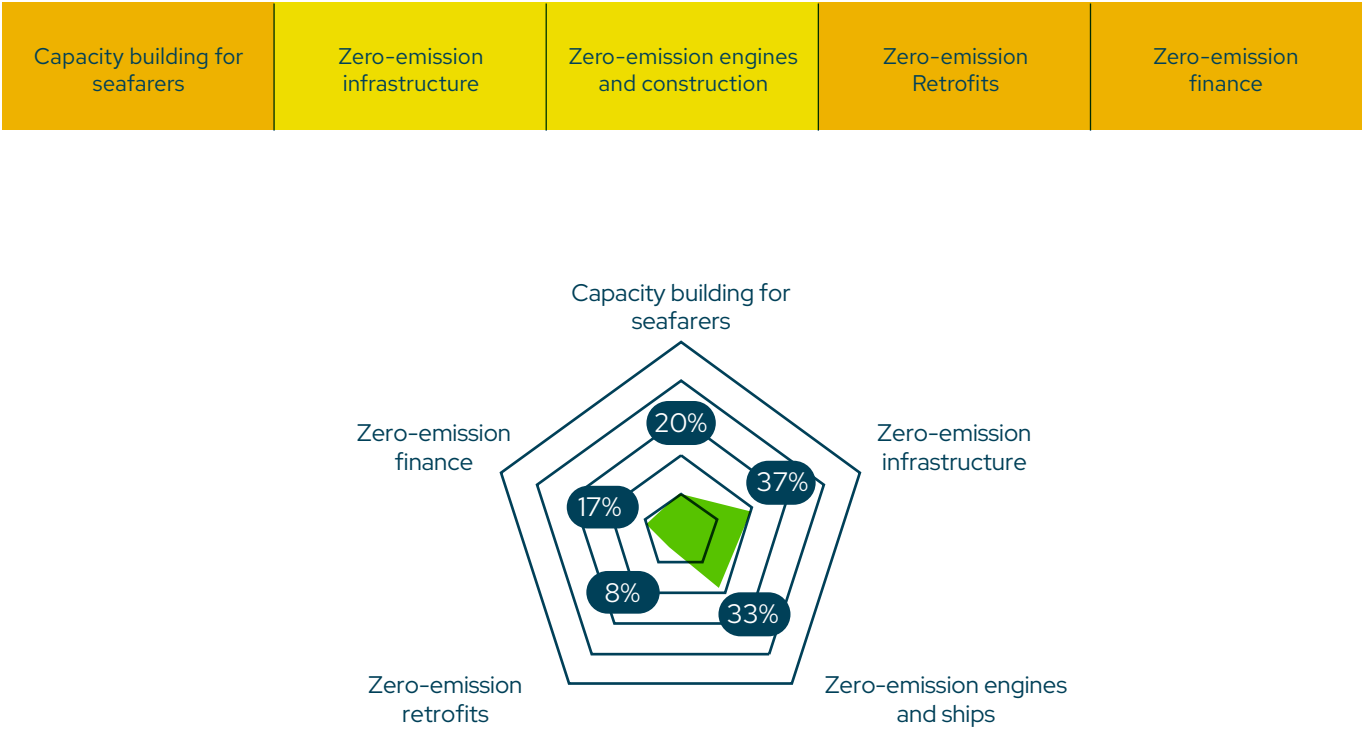 Capacity building for
seafarers
Zero-emission
infrastructure
Zero-emission engines
and construction
Zero-emission
Retrofits
Zero-emission
finance
Capacity building for
seafarers
20%
Zero-emission
finance
Zero-emission
infrastructure
37%
17%
8%
33%
Zero-emission
retrofits
Zero-emission engines
and ships